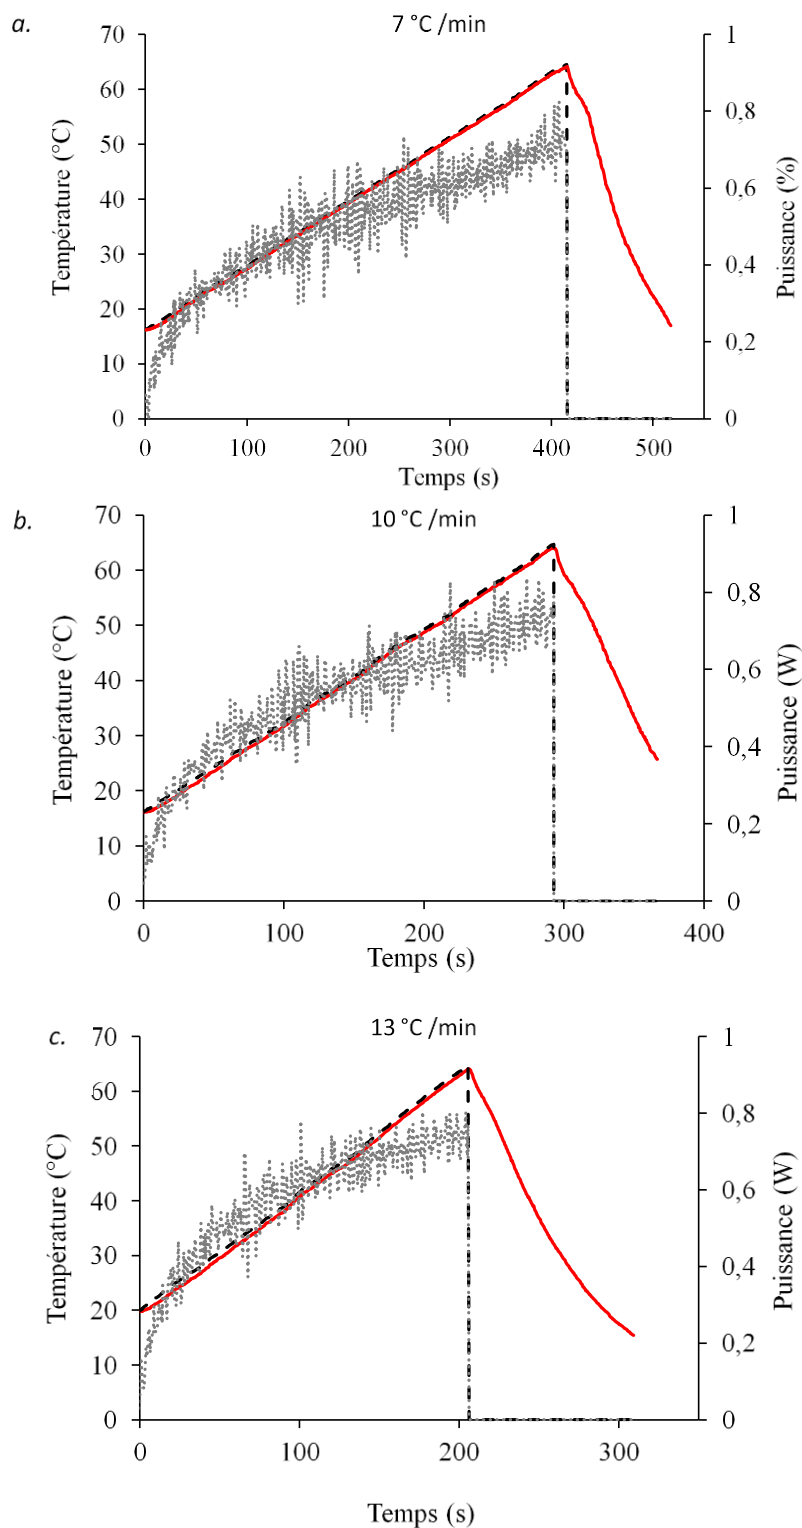 a.
7 °C /min
70
60
50
40
30
20
10
0
Température (°C)
1
0,8
0,6
0,4
0,2
0
Puissance (%)
0 100 200 300 400 500
Temps (s)
b.
10 °C /min
70
60
50
40
30
20
10
0
Température (°C)
1
0,8
0,6
0,4
0,2
0
Puissance (W)
0 100 200 300 400
Temps (s)
c.
13 °C /min
70
60
50
40
30
20
10
0
Température (°C)
1
0,8
0,6
0,4
0,2
0
Puissance (W)
0 100 200 300
Temps (s)